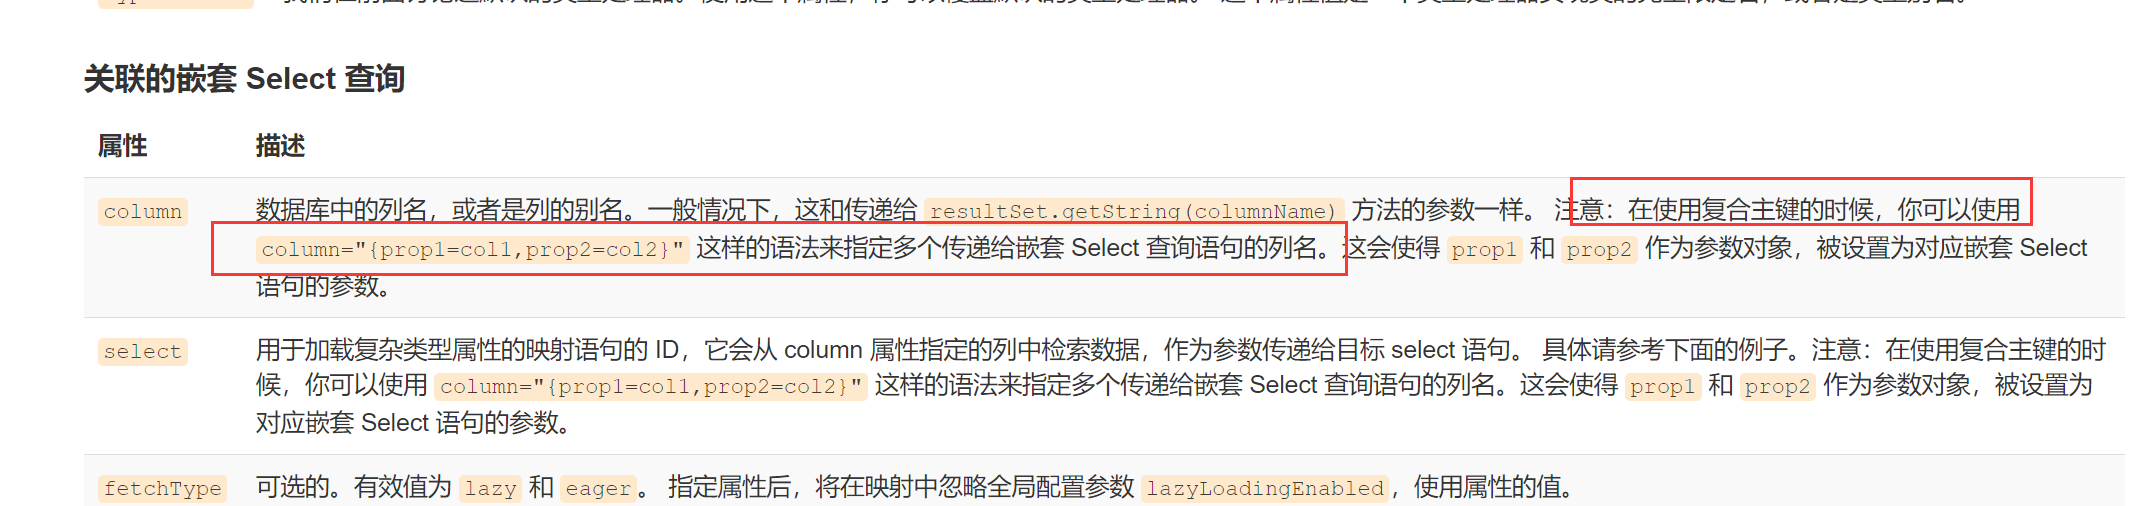 关联的嵌套 Select 查询
属性 描述
column 数据库中的列名，或者是列的别名。一般情况下，这和传递给 resultSet.getString(columnName) 方法的参数一样。 注意：在使用复合主键的时候，你可以使用
column="{prop1=col1,prop2=col2}" 这样的语法来指定多个传递给嵌套 Select 查询语句的列名。这会使得 prop1 和 prop2 作为参数对象，被设置为对应嵌套 Select
语句的参数。
select 用于加载复杂类型属性的映射语句的 ID，它会从 column 属性指定的列中检索数据，作为参数传递给目标 select 语句。 具体请参考下面的例子。注意：在使用复合主键的时
候，你可以使用 column="{prop1=col1,prop2=col2}" 这样的语法来指定多个传递给嵌套 Select 查询语句的列名。这会使得 prop1 和 prop2 作为参数对象，被设置为
对应嵌套 Select 语句的参数。
fetchType 可选的。有效值为 lazy 和 eager。 指定属性后，将在映射中忽略全局配置参数 lazyLoadingEnabled，使用属性的值。